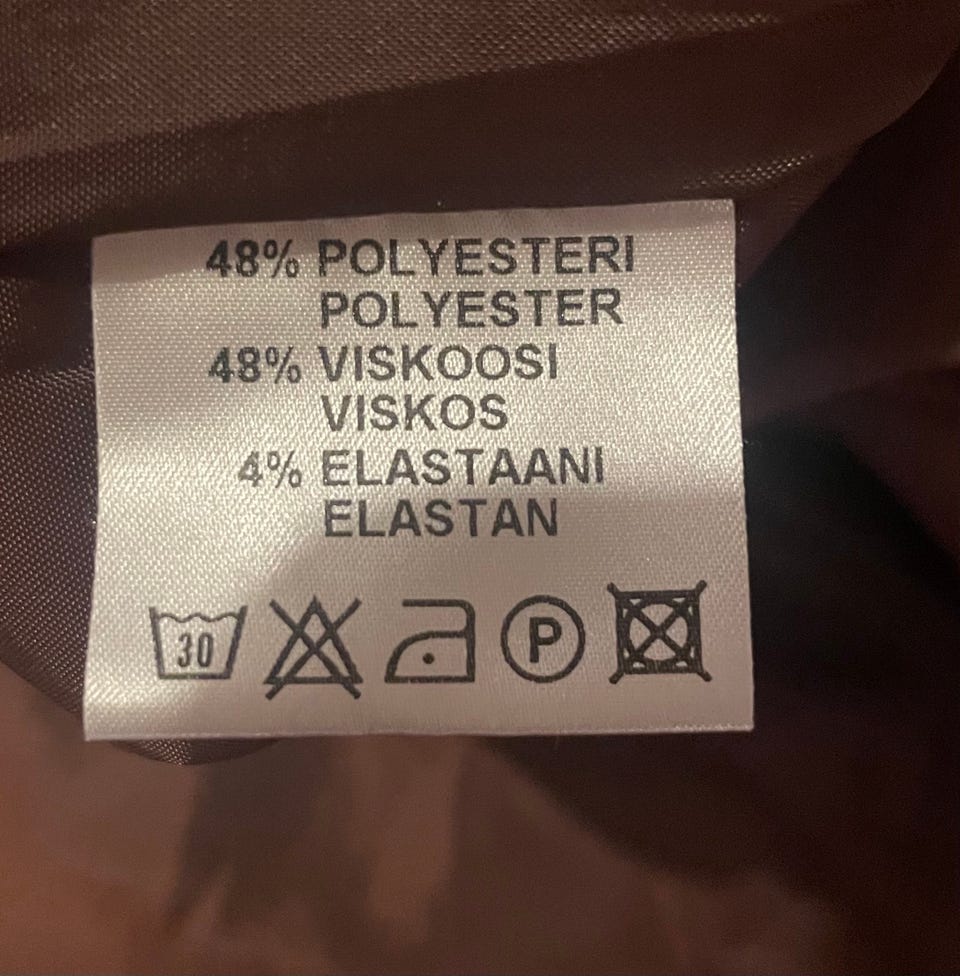 48% POLYESTERI
POLYESTER
48% VISKOOSI
VISKOS
4% ELASTAANI
ELASTAN
30 P